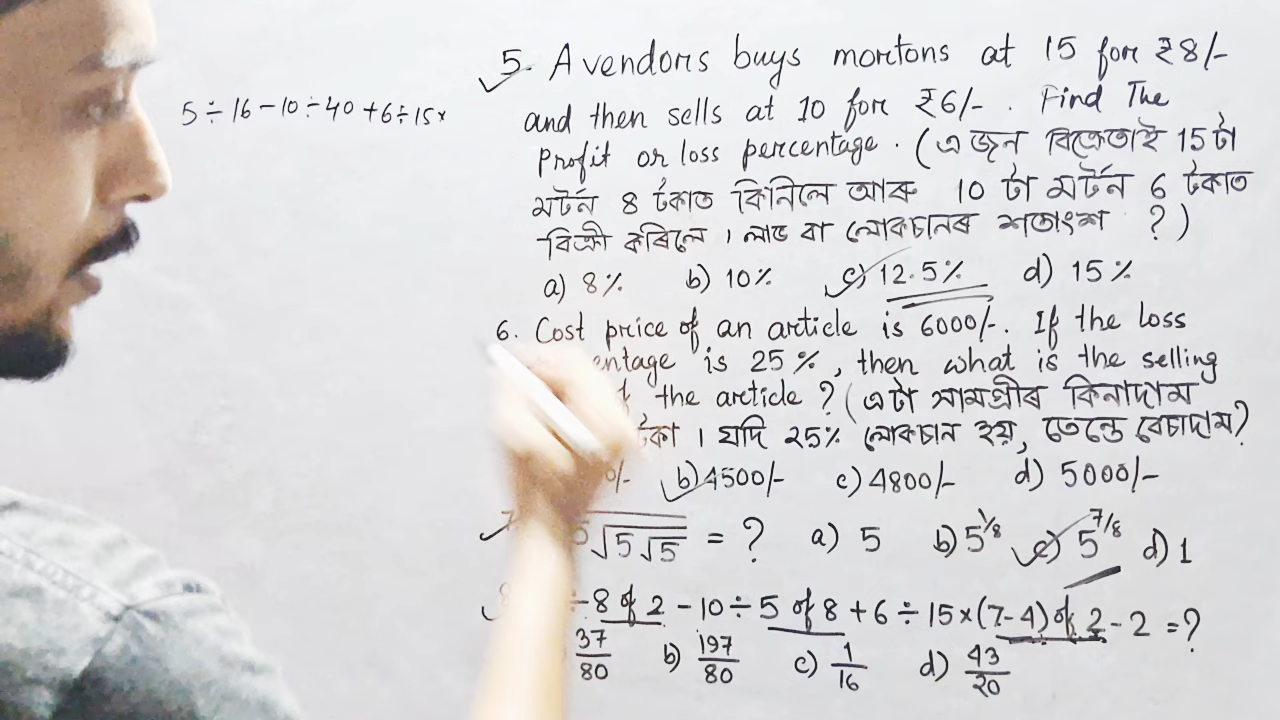 5 ÷ 16 - 10 ÷ 40 + 6 ÷ 15 ×
5. A vendors buys mortons at 15 for ₹8/-
and then sells at 10 for ₹6/- . Find The
Profit or loss percentage. (এজন বিক্ৰেতাই 15 টা
মৰ্টন 8 টকাত কিনিলে আৰু 10 টা মৰ্টন 6 টকাত
বিক্ৰী কৰিলে। লাভ বা লোকচানৰ শতাংশ ?)
a) 8% b) 10% c) 12.5% d) 15%
6. Cost price of an article is 6000/-. If the loss
entage is 25%, then what is the selling
the article? (এটা সামগ্ৰীৰ কিনাদাম
টকা। যদি 25% লোকচান হয়, তেন্তে বেচাদাম?
0/- b) 4500/- c) 4800/- d) 5000/-
√5√5 = ? a) 5 b) 5^1/8 c) 5^7/8 d) 1
÷ 8 of 2 - 10 ÷ 5 of 8 + 6 ÷ 15 × (7-4) of 2 - 2 = ?
37/80 b) 197/80 c) 1/16 d) 43/20